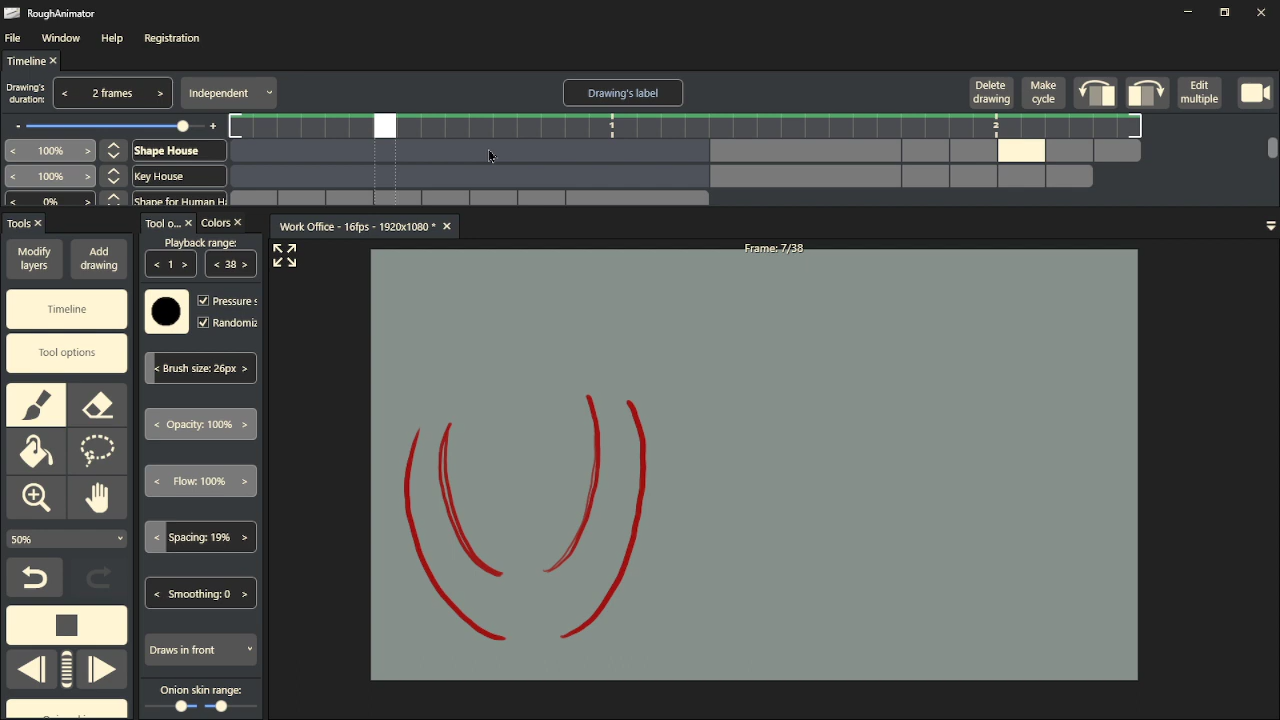 RoughAnimator
File Window Help Registration
Timeline
Drawing's duration: < 2 frames > Independent Drawing's label Delete drawing Make cycle Edit multiple
- + 1 2
< 100% > Shape House
< 100% > Key House
< 0% > Shape for Human H
Tools Tool o... Colors Work Office - 16fps - 1920x1080 *
Modify layers Add drawing
Playback range:
< 1 > < 38 >
Frame: 7/38
Timeline
Pressure s
Randomiz
Tool options
< Brush size: 26px >
< Opacity: 100% >
< Flow: 100% >
50%
< Spacing: 19% >
< Smoothing: 0 >
Draws in front
Onion skin range: